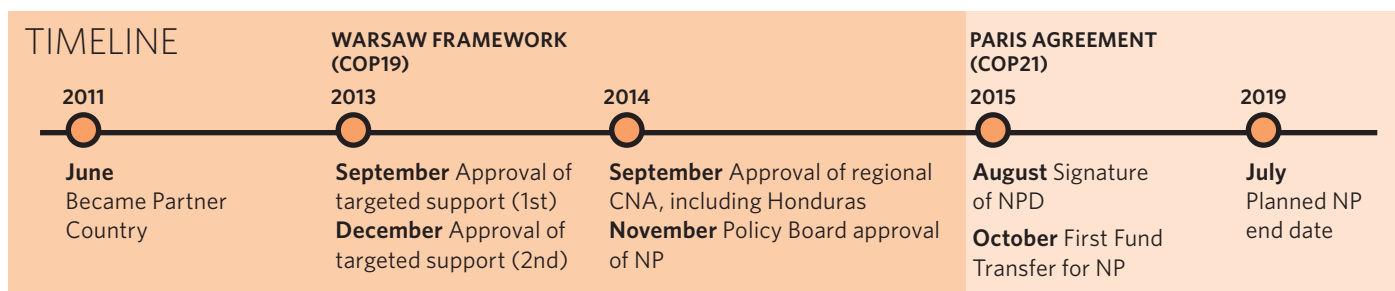 TIMELINE
WARSAW FRAMEWORK
(COP19)
PARIS AGREEMENT
(COP21)
2011
June
Became Partner
Country
2013
September Approval of
targeted support (1st)
December Approval of
targeted support (2nd)
2014
September Approval of regional
CNA, including Honduras
November Policy Board approval
of NP
2015
August Signature
of NPD
October First Fund
Transfer for NP
2019
July
Planned NP
end date